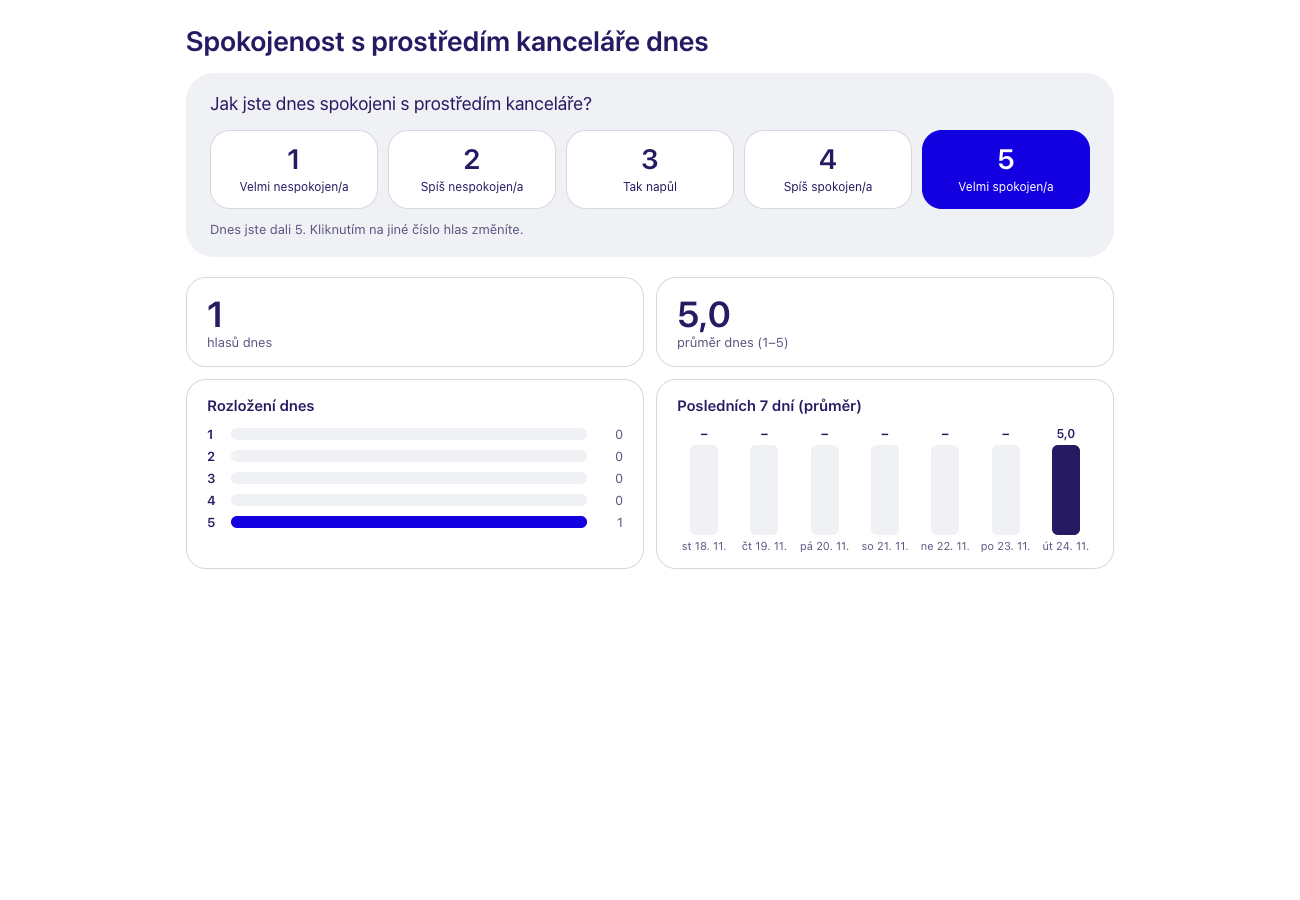 Spokojenost s prostředím kanceláře dnes
Jak jste dnes spokojeni s prostředím kanceláře?
1
Velmi nespokojen/a
2
Spíš nespokojen/a
3
Tak napůl
4
Spíš spokojen/a
5
Velmi spokojen/a
Dnes jste dali 5. Kliknutím na jiné číslo hlas změníte.
1
hlasů dnes
5,0
průměr dnes (1–5)
Rozložení dnes
1 0
2 0
3 0
4 0
5 1
Posledních 7 dní (průměr)
– – – – – – 5,0
st 18. 11. čt 19. 11. pá 20. 11. so 21. 11. ne 22. 11. po 23. 11. út 24. 11.